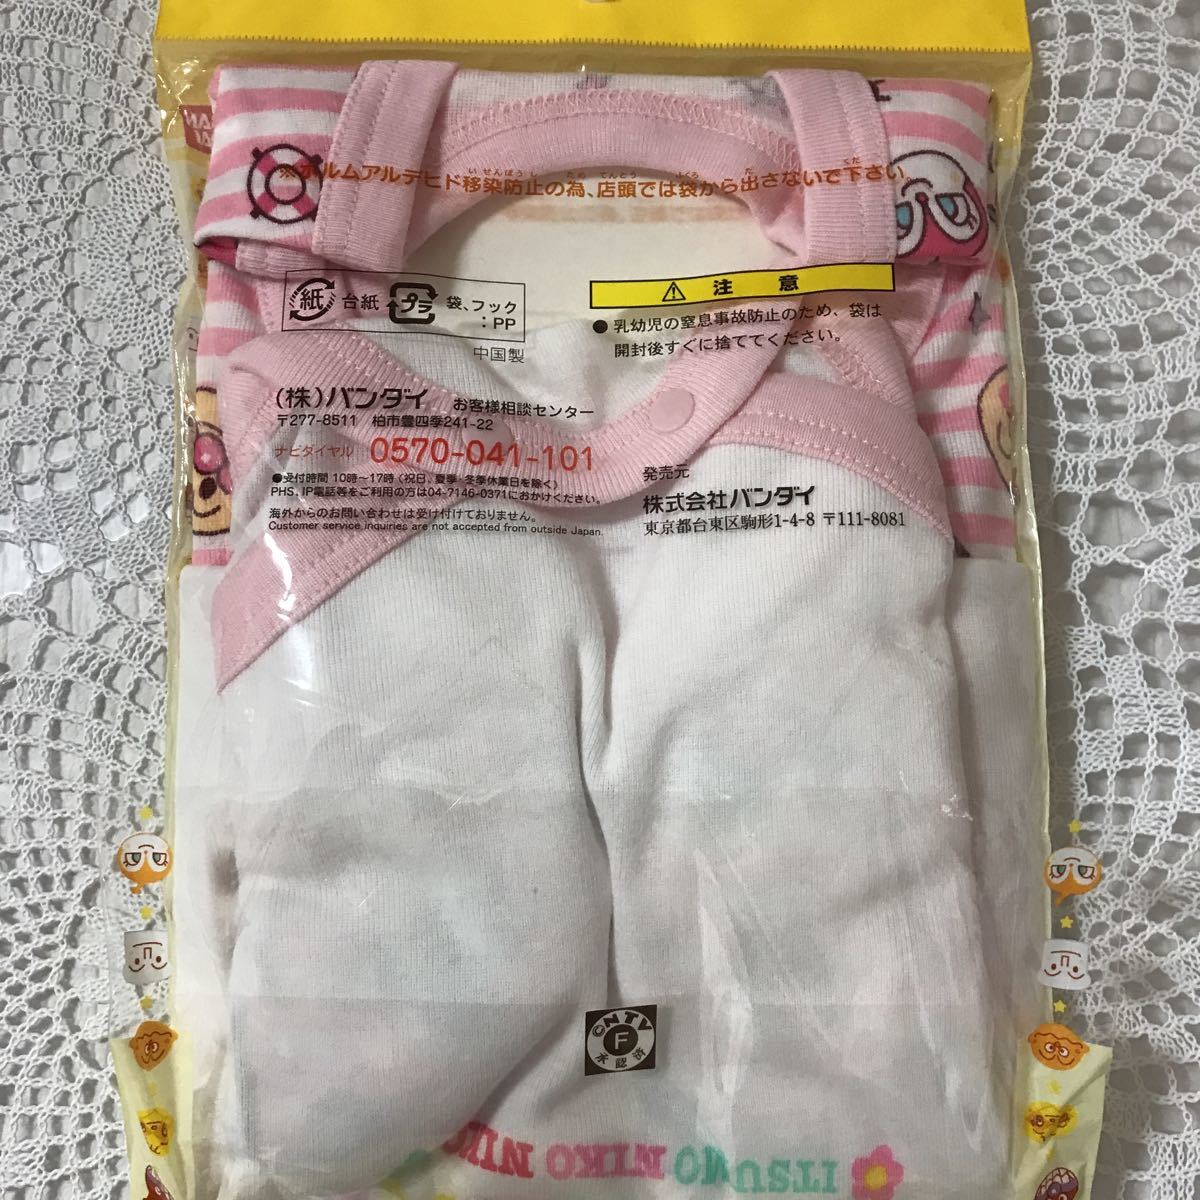 ※ホルムアルデヒド移染防止の為、店頭では袋から出さないで下さい。
紙 台紙 プラ 袋、フック
:PP
中国製
⚠ 注 意
● 乳幼児の窒息事故防止のため、袋は
開封後すぐに捨ててください。
(株)バンダイ お客様相談センター
〒277-8511 柏市豊四季241-22
ナビダイヤル 0570-041-101
●受付時間 10時~17時 (祝日、夏季・冬季休業日を除く)
PHS、IP電話等をご利用の方は04-7146-0371におかけください。
海外からのお問い合わせは受け付けておりません。
Customer service inquiries are not accepted from outside Japan.
発売元
株式会社バンダイ
東京都台東区駒形1-4-8 〒111-8081
©NTV
F
承認済
ITSUMO NIKO NIKO